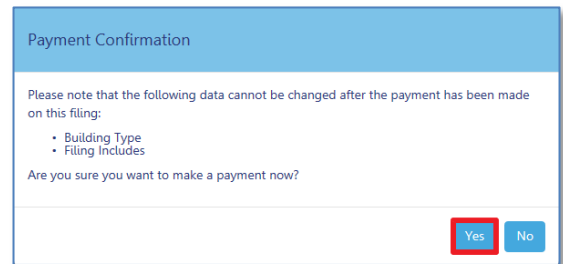 Payment Confirmation
Please note that the following data cannot be changed after the payment has been made
on this filing:
• Building Type
• Filing Includes
Are you sure you want to make a payment now?
Yes No